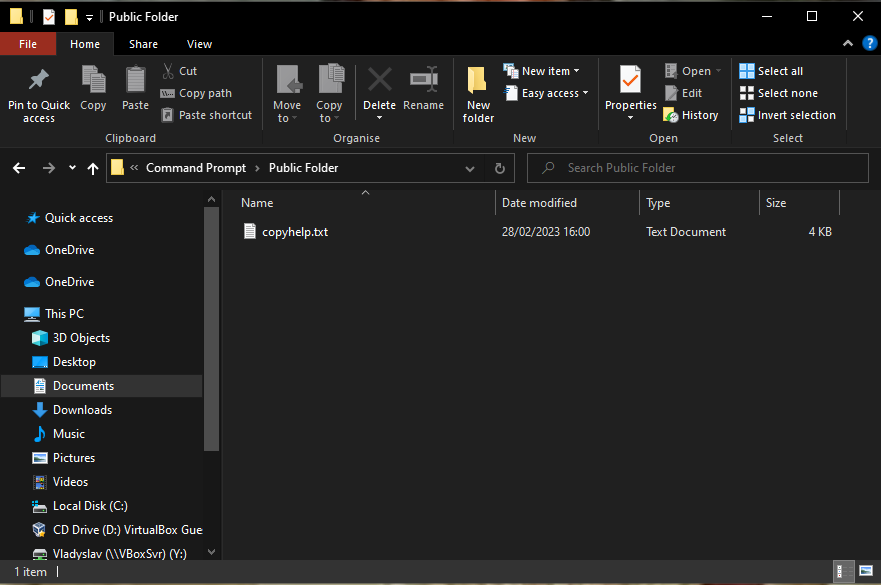 Public Folder
File Home Share View
Pin to Quick access
Copy
Paste
Cut
Copy path
Paste shortcut
Clipboard
Move to
Copy to
Delete
Rename
Organise
New folder
New item
Easy access
New
Properties
Open
Edit
History
Open
Select all
Select none
Invert selection
Select
« Command Prompt › Public Folder
Search Public Folder
Name Date modified Type Size
copyhelp.txt 28/02/2023 16:00 Text Document 4 KB
Quick access
OneDrive
OneDrive
This PC
3D Objects
Desktop
Documents
Downloads
Music
Pictures
Videos
Local Disk (C:)
CD Drive (D:) VirtualBox Gue
Vladyslav (\\VBoxSvr) (Y:)
1 item